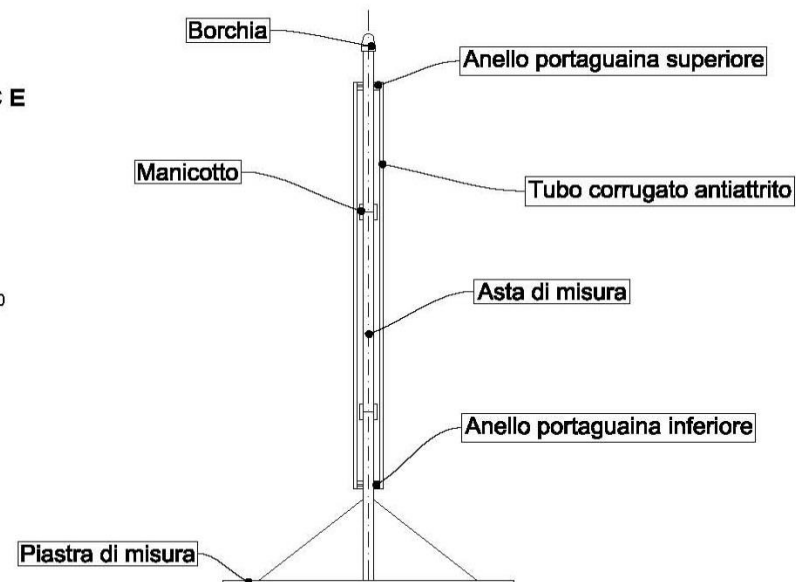 Borchia
Anello portaguaina superiore
E
Manicotto
Tubo corrugato antiattrito
Asta di misura
Anello portaguaina inferiore
Piastra di misura